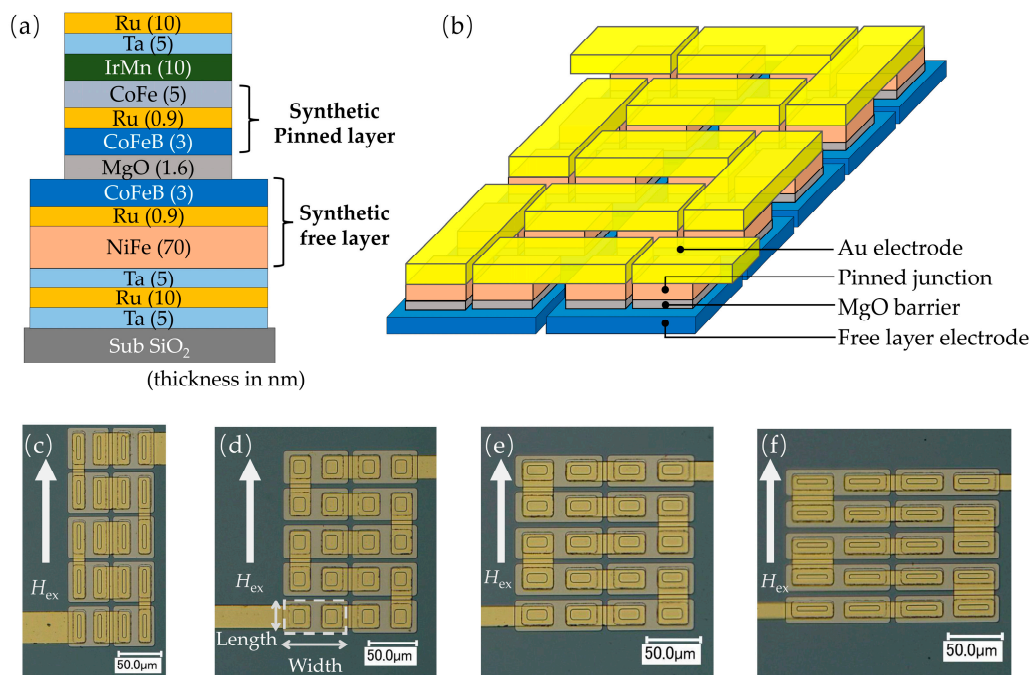 (a)
Ru (10)
Ta (5)
IrMn (10)
CoFe (5)
Ru (0.9)
CoFeB (3)
MgO (1.6)
CoFeB (3)
Ru (0.9)
NiFe (70)
Ta (5)
Ru (10)
Ta (5)
Sub SiO2
(thickness in nm)
Synthetic
Pinned layer
Synthetic
free layer
(b)
Au electrode
Pinned junction
MgO barrier
Free layer electrode
(c)
Hex
50.0μm
(d)
Hex
Length
Width
50.0μm
(e)
Hex
50.0μm
(f)
Hex
50.0μm